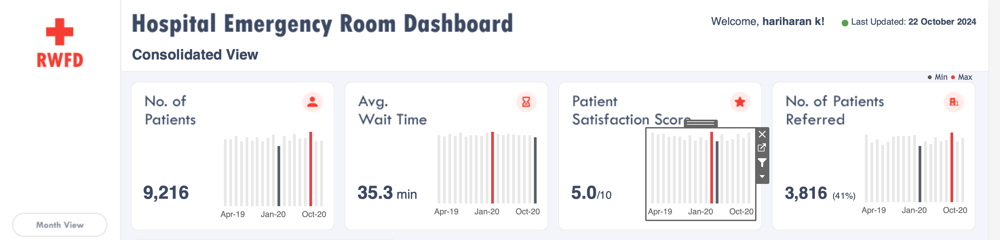 RWFD
Hospital Emergency Room Dashboard
Welcome, hariharan k!
Last Updated: 22 October 2024
Consolidated View
Min Max
No. of
Patients
9,216
Apr-19 Jan-20 Oct-20
Avg.
Wait Time
35.3 min
Apr-19 Jan-20 Oct-20
Patient
Satisfaction Score
5.0/10
Apr-19 Jan-20 Oct-20
No. of Patients
Referred
3,816 (41%)
Apr-19 Jan-20 Oct-20
Month View